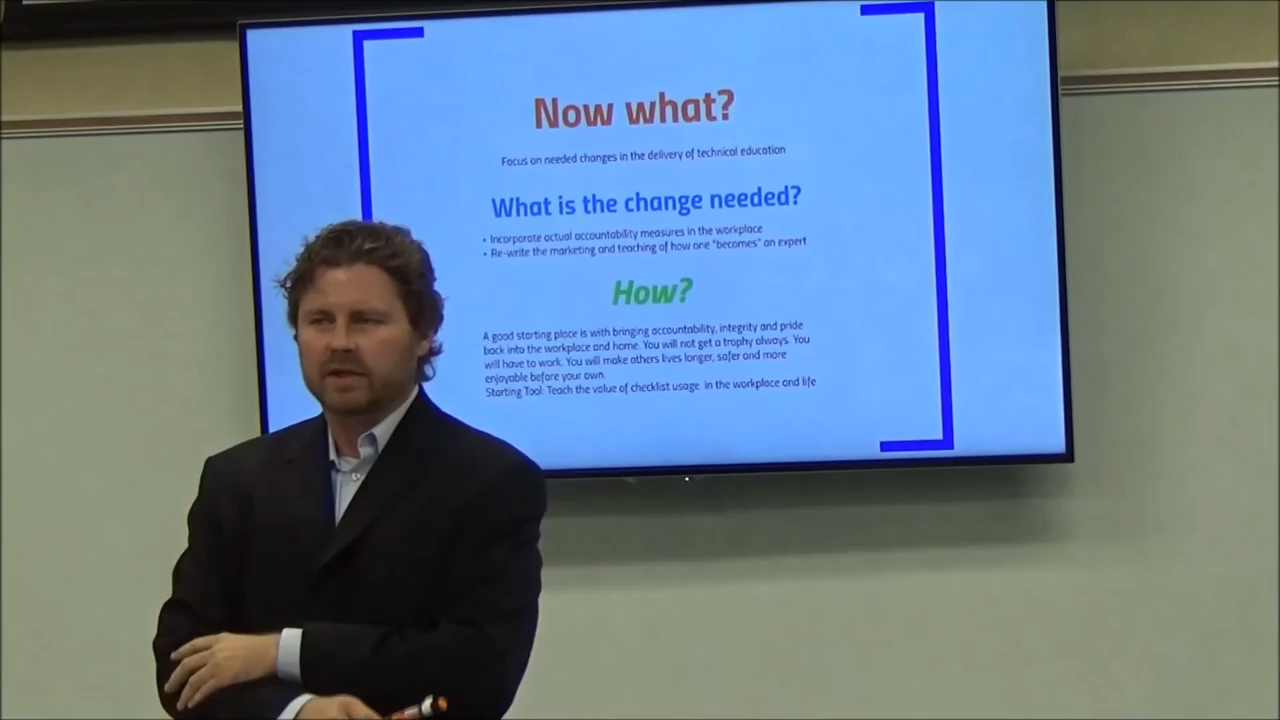 Now what?
Focus on needed changes in the delivery of technical education
What is the change needed?
• Incorporate actual accountability measures in the workplace
• Re-write the marketing and teaching of how one "becomes" an expert
How?
A good starting place is with bringing accountability, integrity and pride
back into the workplace and home. You will not get a trophy always. You
will have to work. You will make others lives longer, safer and more
enjoyable before your own.
Starting Tool: Teach the value of checklist usage in the workplace and life